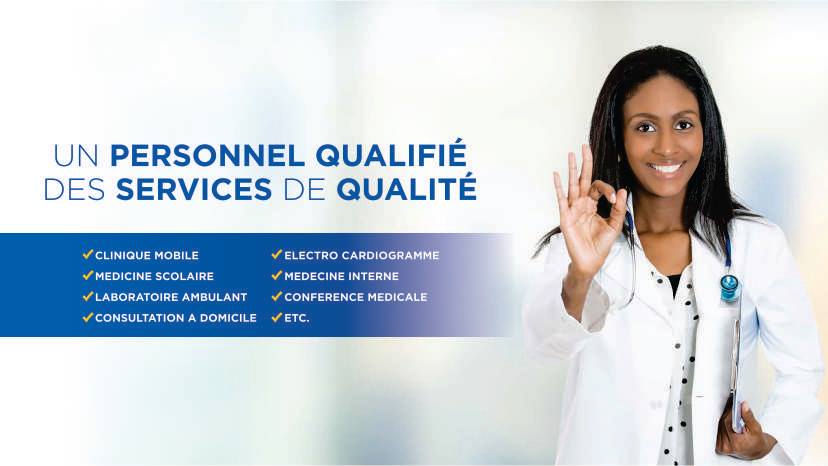 UN PERSONNEL QUALIFIÉ
DES SERVICES DE QUALITÉ
CLINIQUE MOBILE
MEDICINE SCOLAIRE
LABORATOIRE AMBULANT
CONSULTATION A DOMICILE
ELECTRO CARDIOGRAMME
MEDECINE INTERNE
CONFERENCE MEDICALE
ETC.